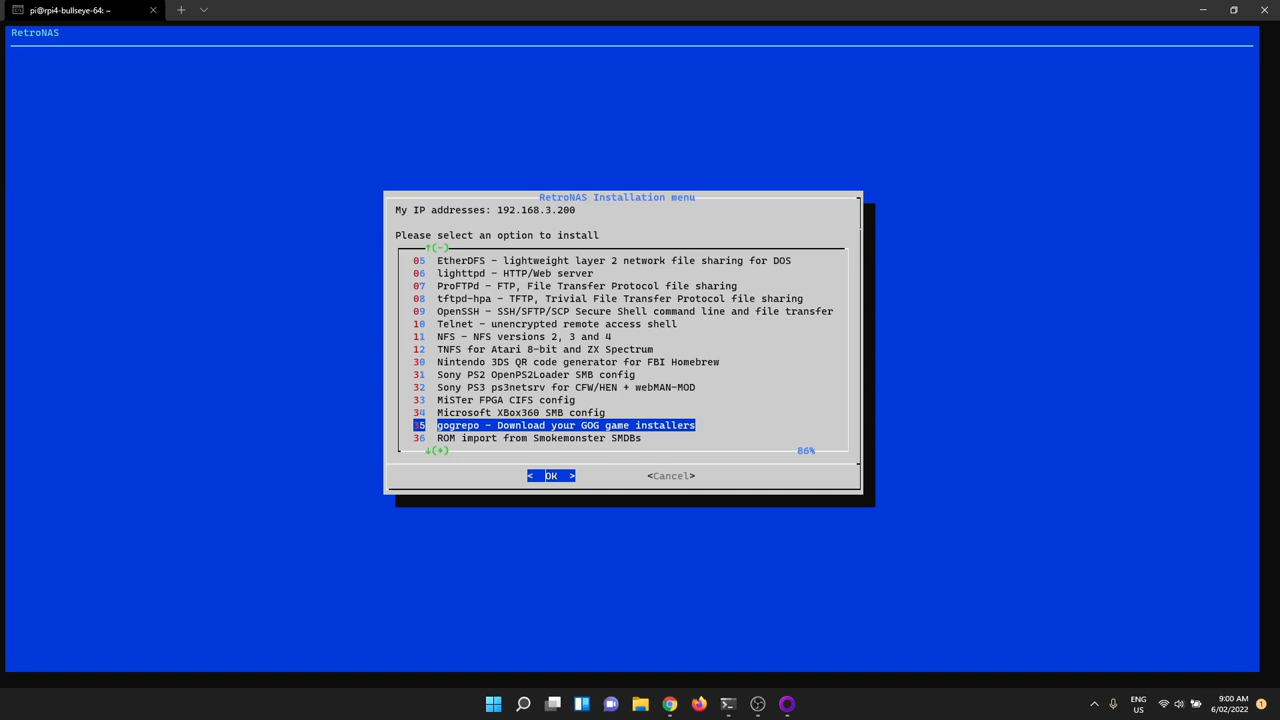 pi@rpi4-bullseye-64: ~
RetroNAS
RetroNAS Installation menu
My IP addresses: 192.168.3.200
Please select an option to install
↑(-)
05 EtherDFS - lightweight layer 2 network file sharing for DOS
06 lighttpd - HTTP/Web server
07 ProFTPd - FTP, File Transfer Protocol file sharing
08 tftpd-hpa - TFTP, Trivial File Transfer Protocol file sharing
09 OpenSSH - SSH/SFTP/SCP Secure Shell command line and file transfer
10 Telnet - unencrypted remote access shell
11 NFS - NFS versions 2, 3 and 4
12 TNFS for Atari 8-bit and ZX Spectrum
30 Nintendo 3DS QR code generator for FBI Homebrew
31 Sony PS2 OpenPS2Loader SMB config
32 Sony PS3 ps3netsrv for CFW/HEN + webMAN-MOD
33 MiSTer FPGA CIFS config
34 Microsoft XBox360 SMB config
35 gogrepo - Download your GOG game installers
36 ROM import from Smokemonster SMDBs
↓(+) 86%
< OK > <Cancel>
ENG
US
9:00 AM
6/02/2022
1